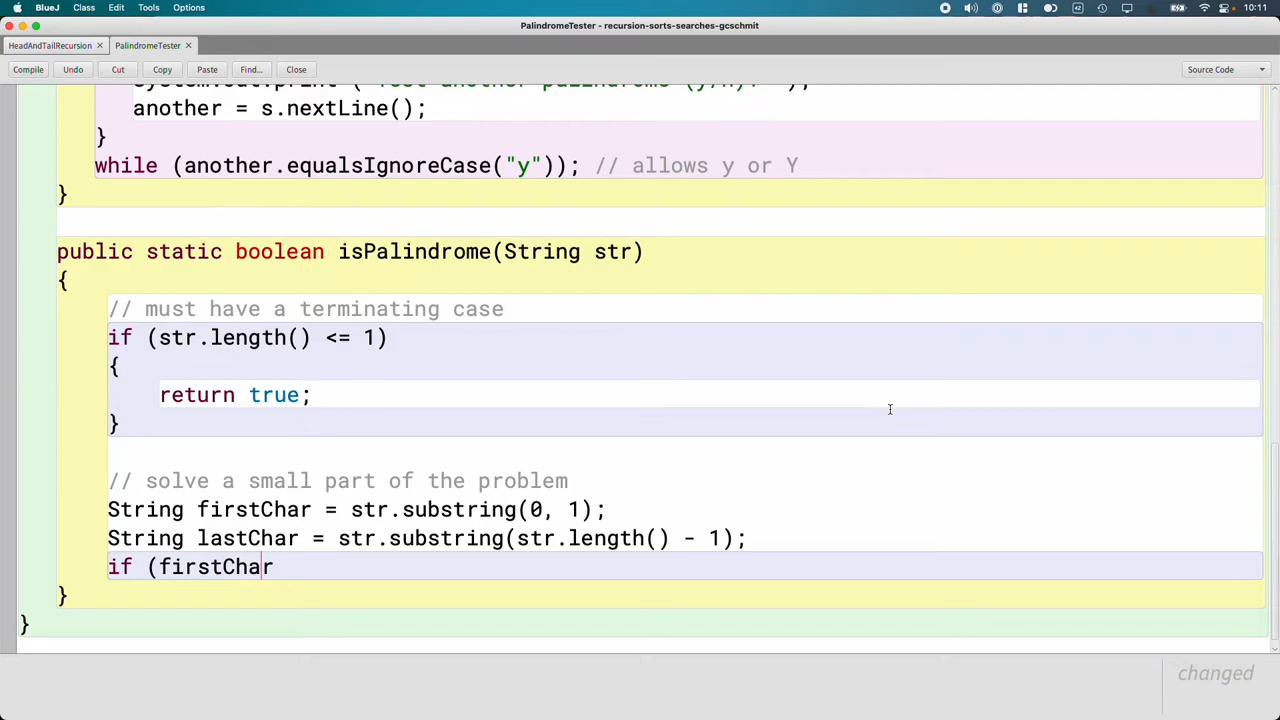 BlueJ Class Edit Tools Options 42 10:11
PalindromeTester - recursion-sorts-searches-gcschmit
HeadAndTailRecursion × PalindromeTester ×
Compile Undo Cut Copy Paste Find... Close Source Code
another = s.nextLine();
}
while (another.equalsIgnoreCase("y")); // allows y or Y
}
public static boolean isPalindrome(String str)
{
// must have a terminating case
if (str.length() <= 1)
{
return true;
}
// solve a small part of the problem
String firstChar = str.substring(0, 1);
String lastChar = str.substring(str.length() - 1);
if (firstChar
}
}
changed